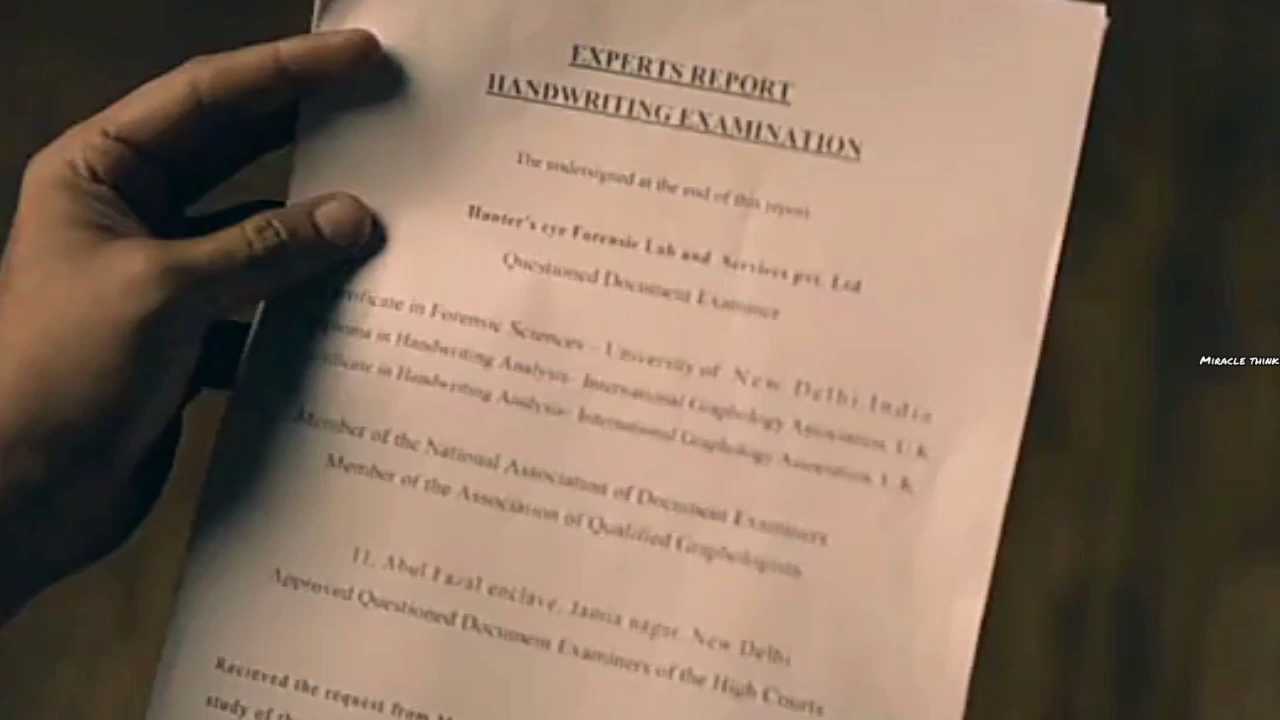 EXPERTS REPORT
HANDWRITING EXAMINATION
The undersigned at the end of this report
Hunter's eye Forensic Lab and Services pvt. Ltd
Questioned Document Examiner
in Forensic Sciences - University of New Delhi India
in Handwriting Analysis- International Graphology Association, U. K.
in Handwriting Analysis- International Graphology Association, U. K.
Member of the National Association of Document Examiners
Member of the Association of Qualified Graphologists
11, Abul Fazal enclave, Jamia nagar, New Delhi
Approved Questioned Document Examiners of the High Courts
Recieved the request from
study of
MIRACLE THINK